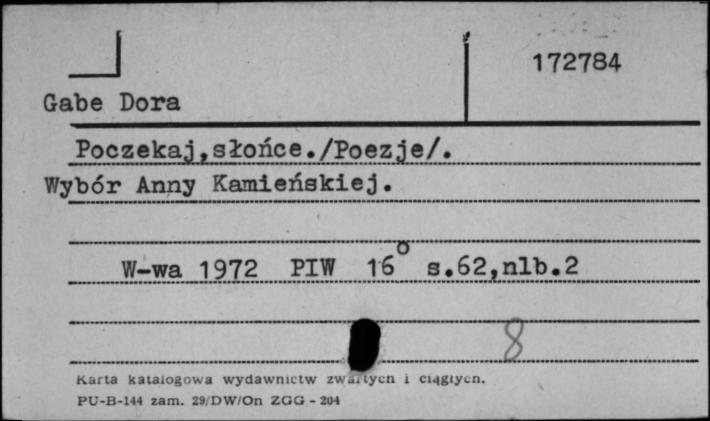 172784
Gabe Dora
Poczekaj,słońce./Poezje/.
Wybór Anny Kamieńskiej.
W-wa 1972 PIW 16° s.62,nlb.2
8
Karta katalogowa wydawnictw zwartych i ciągłych.
PU-B-144 zam. 29/DW/On ZGG - 204